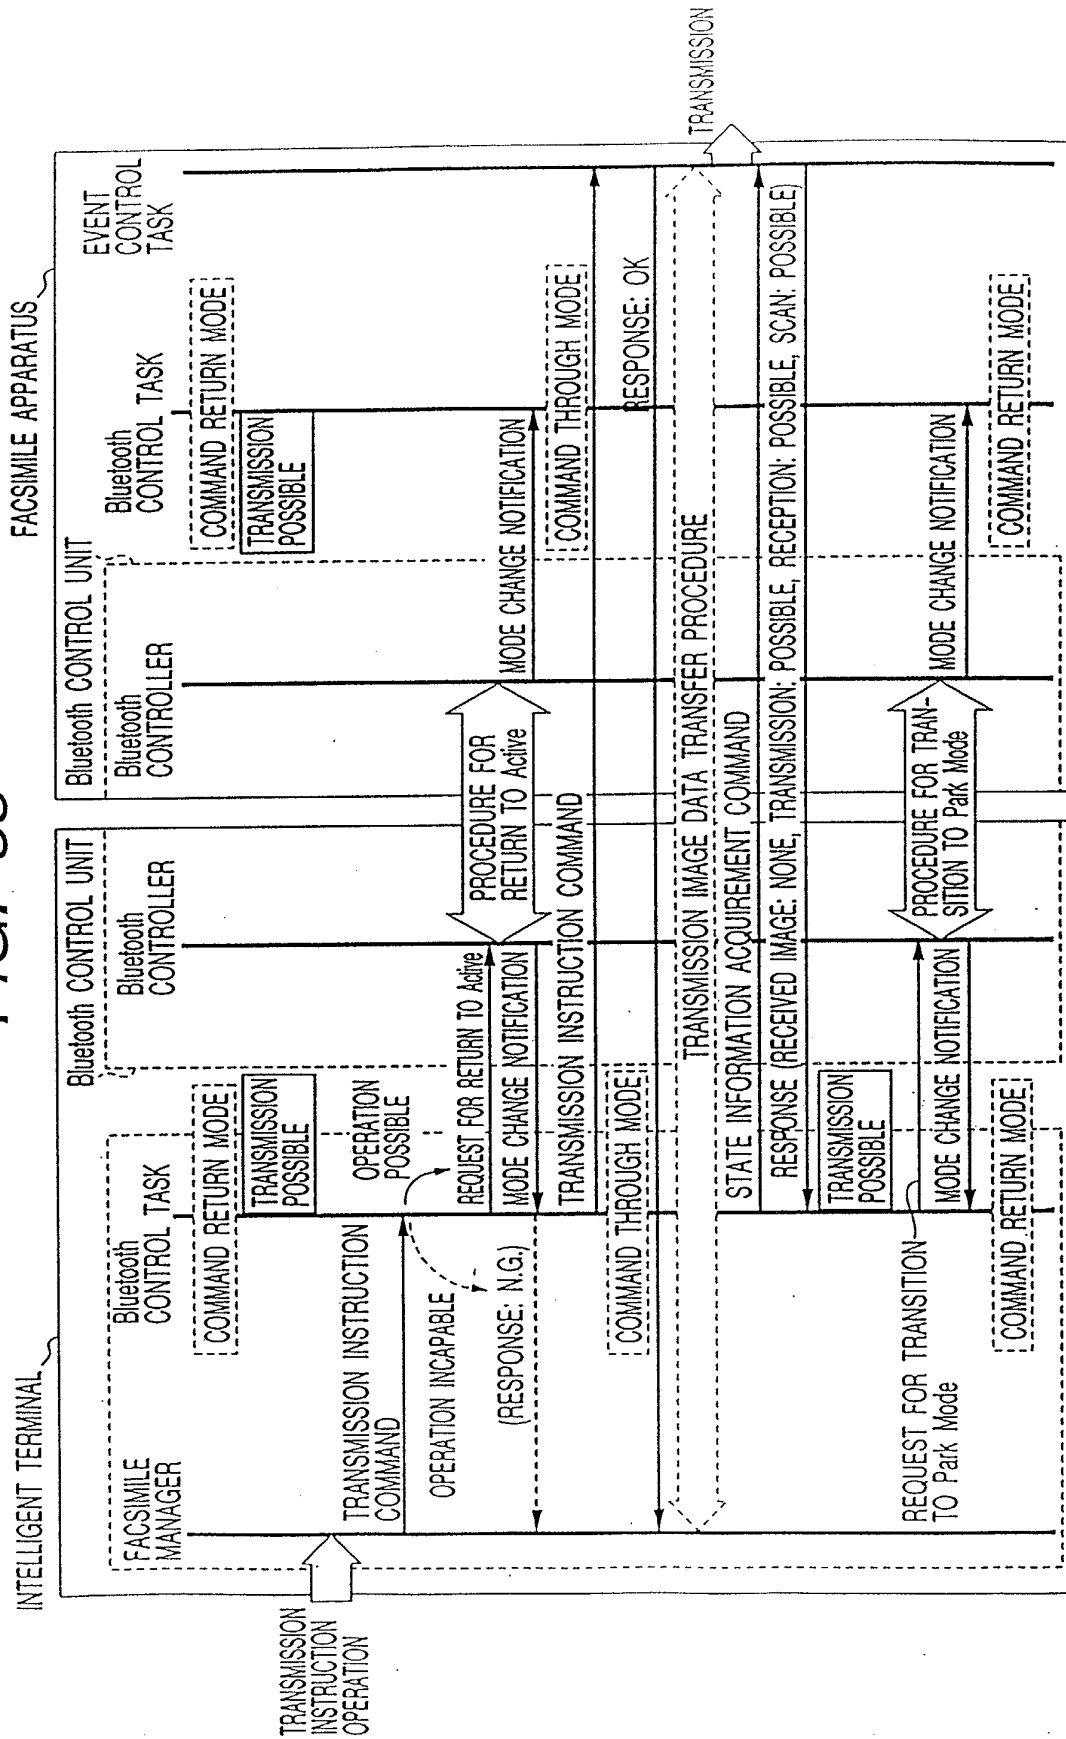 INTELLIGENT TERMINAL
FACSIMILE APPARATUS
Bluetooth CONTROL UNIT
Bluetooth CONTROL UNIT
FACSIMILE
MANAGER
Bluetooth
CONTROL TASK
Bluetooth
CONTROLLER
Bluetooth
CONTROLLER
Bluetooth
CONTROL TASK
EVENT
CONTROL
TASK
COMMAND RETURN MODE
COMMAND RETURN MODE
TRANSMISSION
POSSIBLE
TRANSMISSION
POSSIBLE
TRANSMISSION
INSTRUCTION
OPERATION
TRANSMISSION INSTRUCTION
COMMAND
OPERATION
POSSIBLE
OPERATION INCAPABLE
REQUEST FOR RETURN TO Active
PROCEDURE FOR
RETURN TO Active
MODE CHANGE NOTIFICATION
MODE CHANGE NOTIFICATION
(RESPONSE: N.G.)
TRANSMISSION INSTRUCTION COMMAND
COMMAND THROUGH MODE
COMMAND THROUGH MODE
RESPONSE: OK
TRANSMISSION IMAGE DATA TRANSFER PROCEDURE
TRANSMISSION
STATE INFORMATION ACQUIREMENT COMMAND
RESPONSE (RECEIVED IMAGE: NONE, TRANSMISSION: POSSIBLE, RECEPTION: POSSIBLE, SCAN: POSSIBLE)
TRANSMISSION
POSSIBLE
REQUEST FOR TRANSITION
TO Park Mode
PROCEDURE FOR TRAN-
SITION TO Park Mode
MODE CHANGE NOTIFICATION
MODE CHANGE NOTIFICATION
COMMAND RETURN MODE
COMMAND RETURN MODE